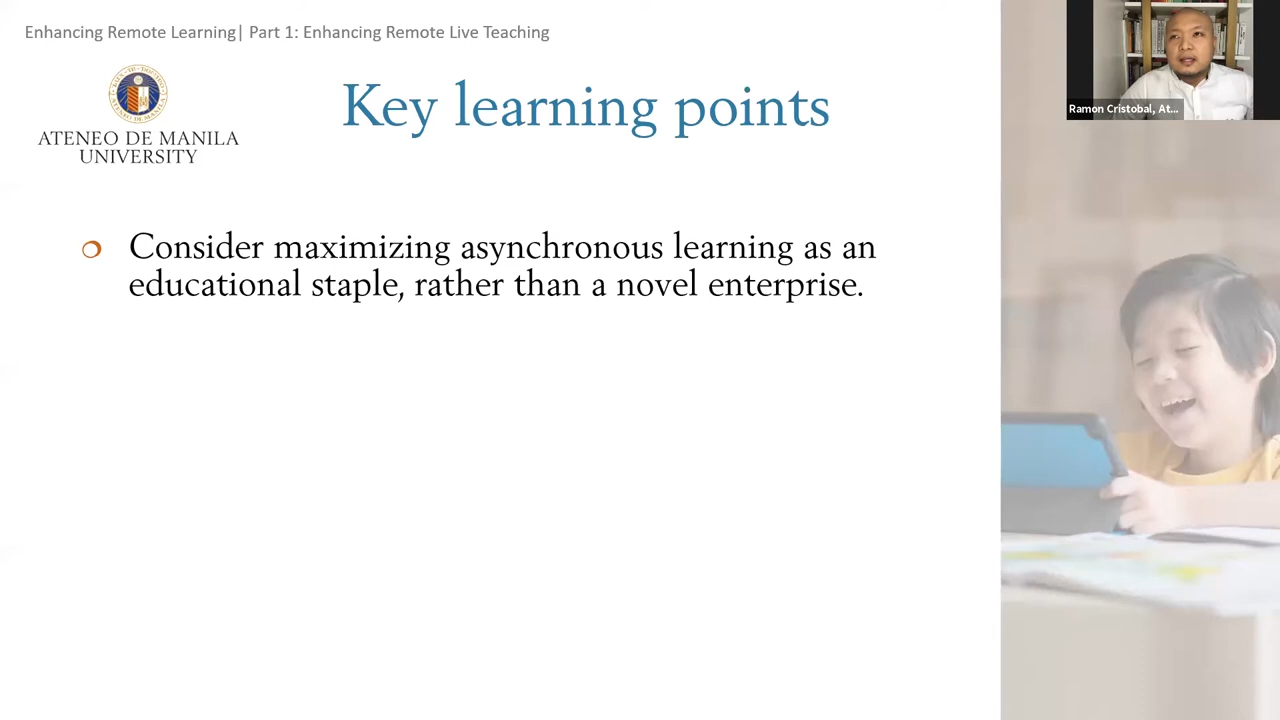 Enhancing Remote Learning| Part 1: Enhancing Remote Live Teaching
ATENEO DE MANILA
UNIVERSITY
Key learning points
Ramon Cristobal, At...
Consider maximizing asynchronous learning as an
educational staple, rather than a novel enterprise.